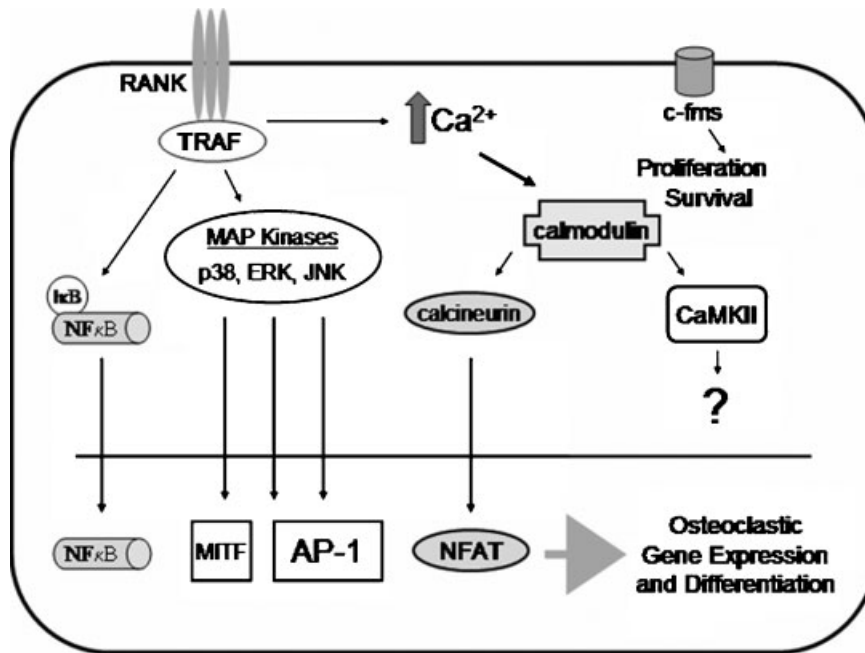 RANK
TRAF
Ca²⁺
c-fms
Proliferation
Survival
MAP Kinases
p38, ERK, JNK
calmodulin
IκB
NFκB
calcineurin
CaMKII
?
NFκB
MITF
AP-1
NFAT
Osteoclastic
Gene Expression
and Differentiation